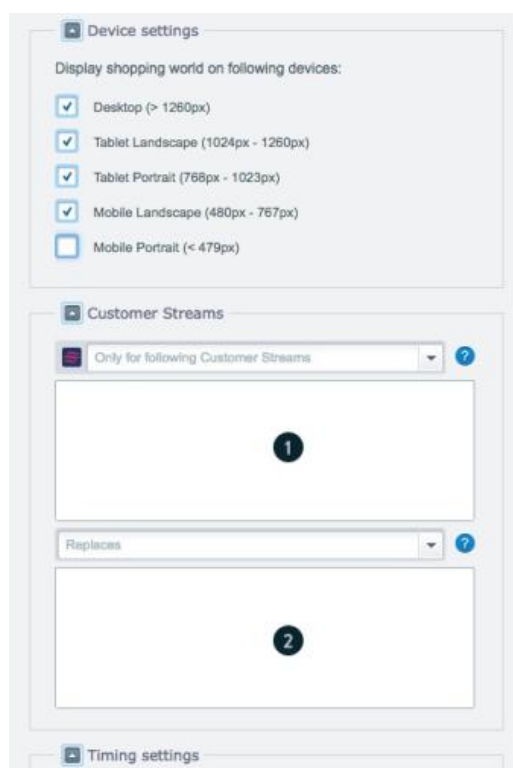 Device settings
Display shopping world on following devices:
Desktop (> 1260px)
Tablet Landscape (1024px - 1260px)
Tablet Portrait (768px - 1023px)
Mobile Landscape (480px - 767px)
Mobile Portrait (< 479px)
Customer Streams
Only for following Customer Streams
?
1
Replaces
?
2
Timing settings